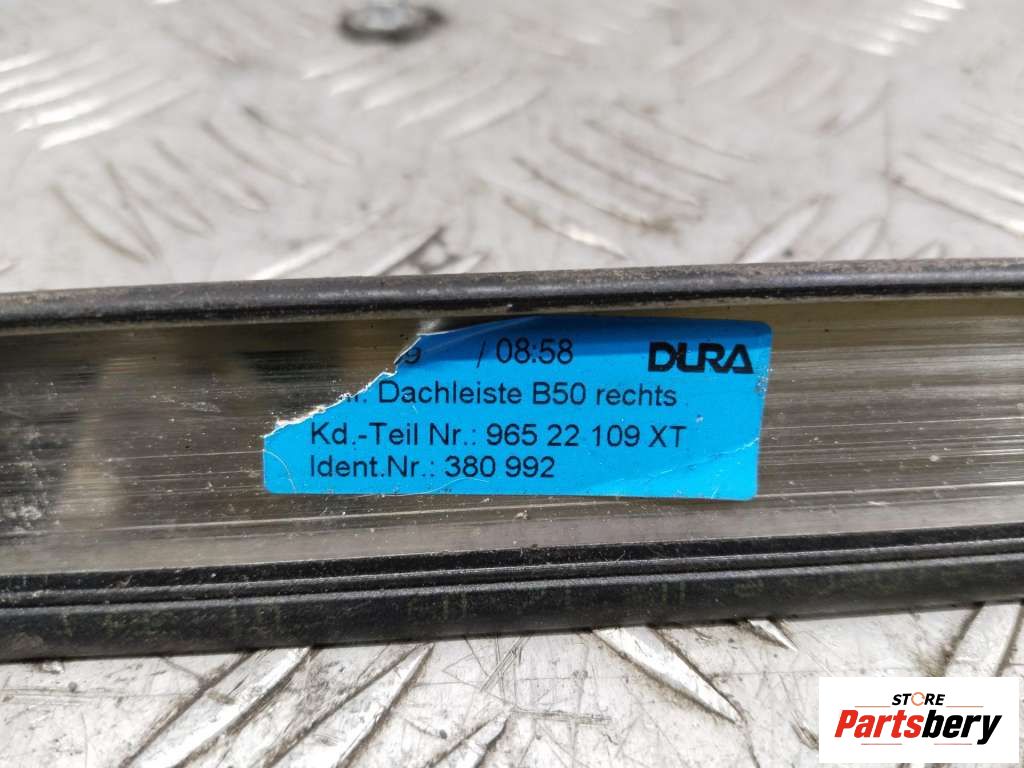 / 08:58
DURA
Dachleiste B50 rechts
Kd.-Teil Nr.: 965 22 109 XT
Ident.Nr.: 380 992
STORE
Partsbery